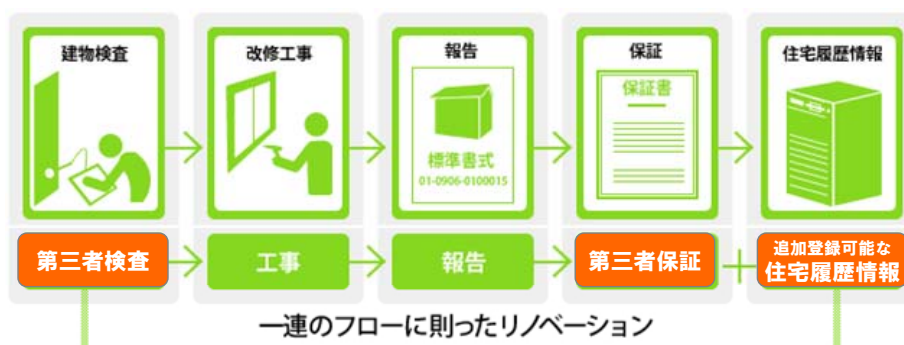 建物検査
改修工事
報告
保証
住宅履歴情報
保証書
標準書式
01-0906-0100015
第三者検査
工事
報告
第三者保証
追加登録可能な
住宅履歴情報
一連のフローに則ったリノベーション